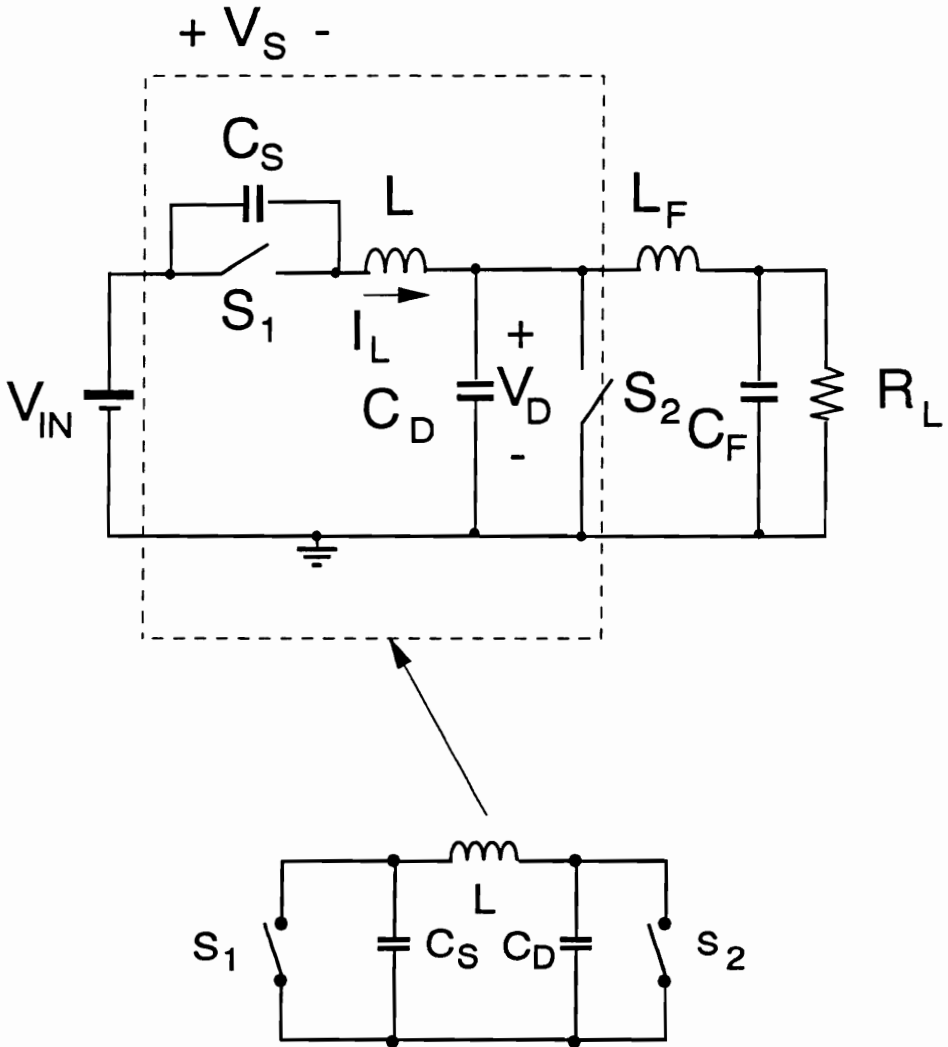 + V_S -
C_S
L
L_F
S_1
I_L
V_IN
C_D
+
V_D
-
S_2
C_F
R_L
L
S_1
C_S
C_D
s_2